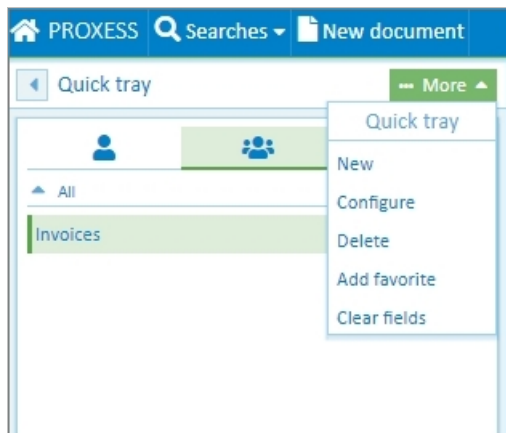 PROXESS Searches New document
Quick tray
More
Quick tray
All
New
Configure
Invoices
Delete
Add favorite
Clear fields